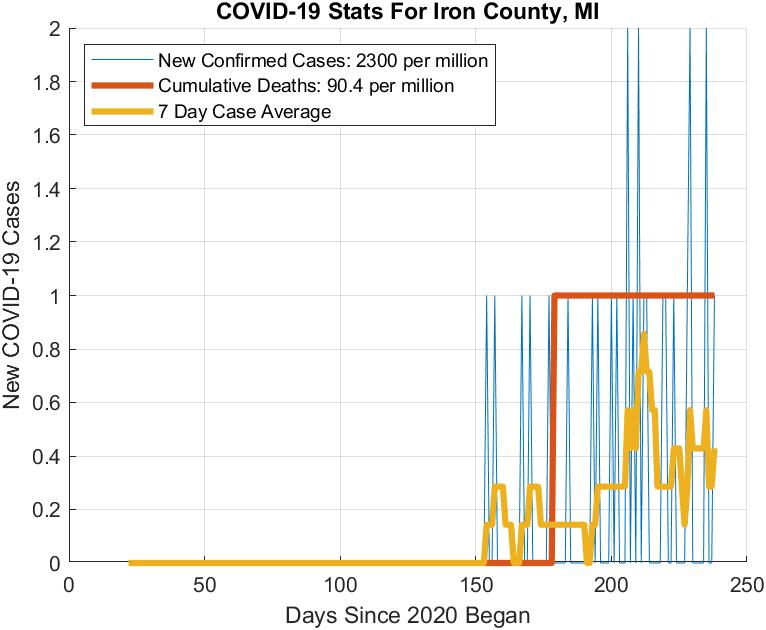 COVID-19 Stats For Iron County, MI
New Confirmed Cases: 2300 per million
Cumulative Deaths: 90.4 per million
7 Day Case Average
New COVID-19 Cases
2
1.8
1.6
1.4
1.2
1
0.8
0.6
0.4
0.2
0
0 50 100 150 200 250
Days Since 2020 Began